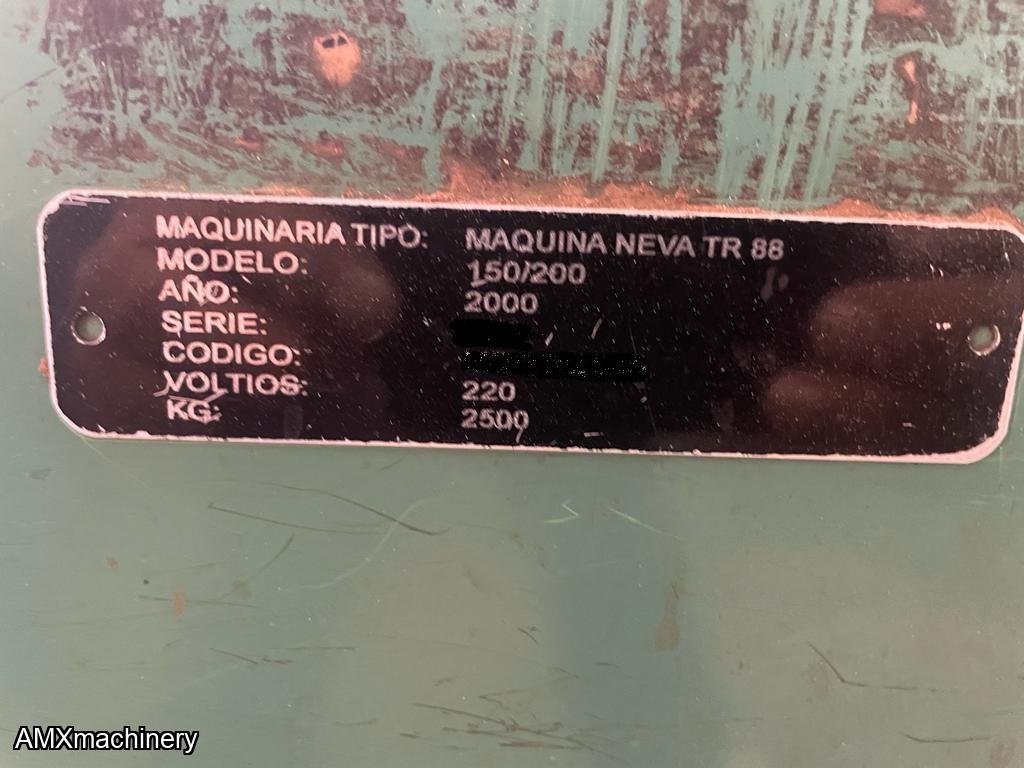 MAQUINARIA TIPO: MAQUINA NEVA TR 88
MODELO: 150/200
AÑO: 2000
SERIE:
CODIGO:
VOLTIOS: 220
KG: 2500
AMXmachinery